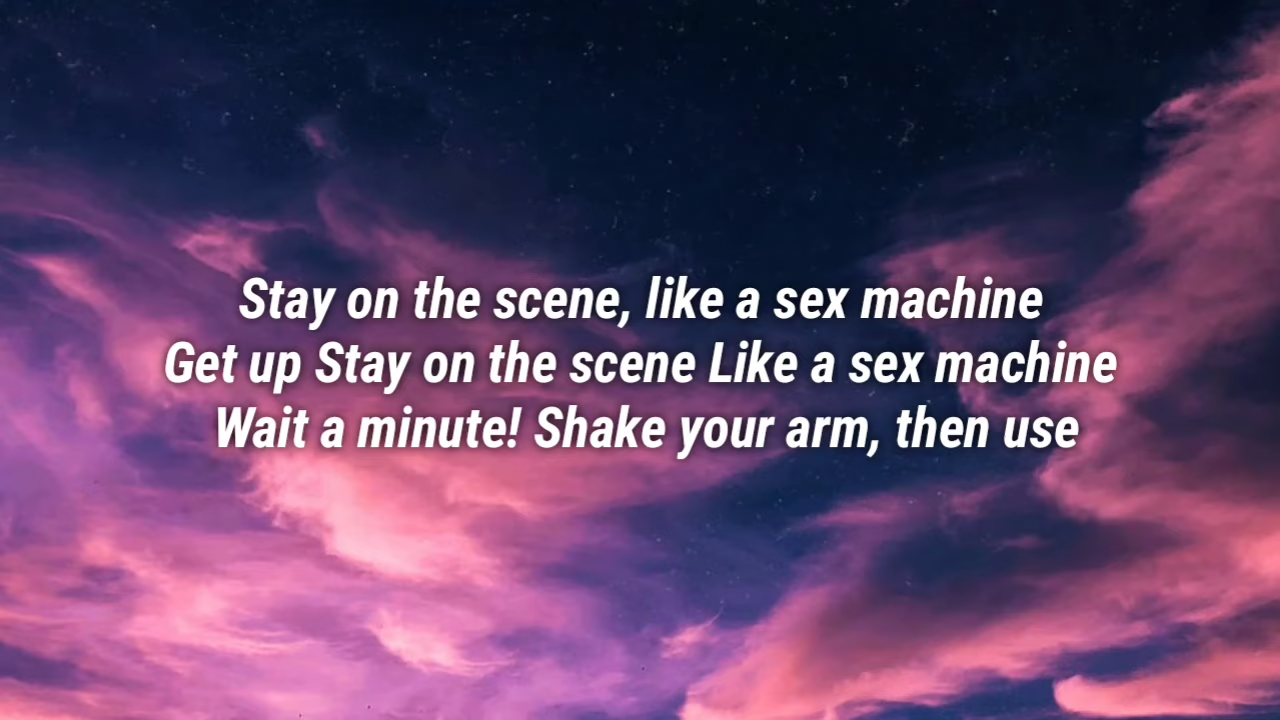 Stay on the scene, like a sex machine
Get up Stay on the scene Like a sex machine
Wait a minute! Shake your arm, then use